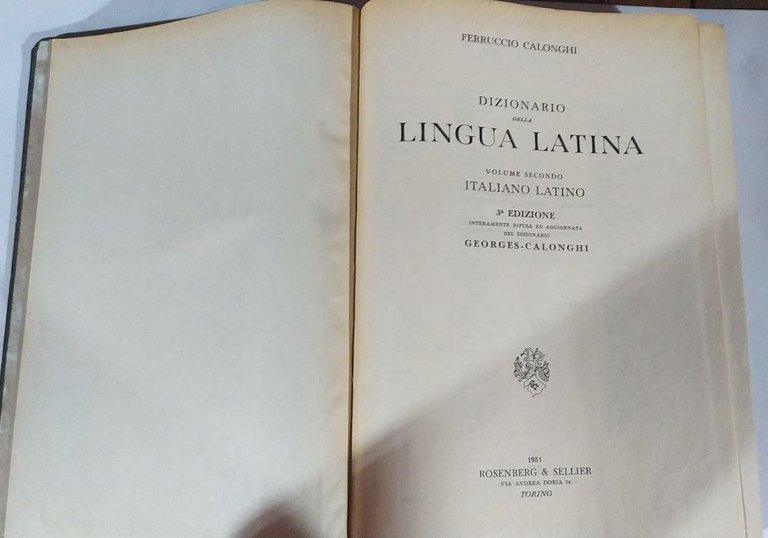 FERRUCCIO CALONGHI
DIZIONARIO
DELLA
LINGUA LATINA
VOLUME SECONDO
ITALIANO LATINO
3ª EDIZIONE
INTERAMENTE RIFUSA ED AGGIORNATA
DEL DIZIONARIO
GEORGES-CALONGHI
1951
ROSENBERG & SELLIER
VIA ANDREA DORIA 14
TORINO